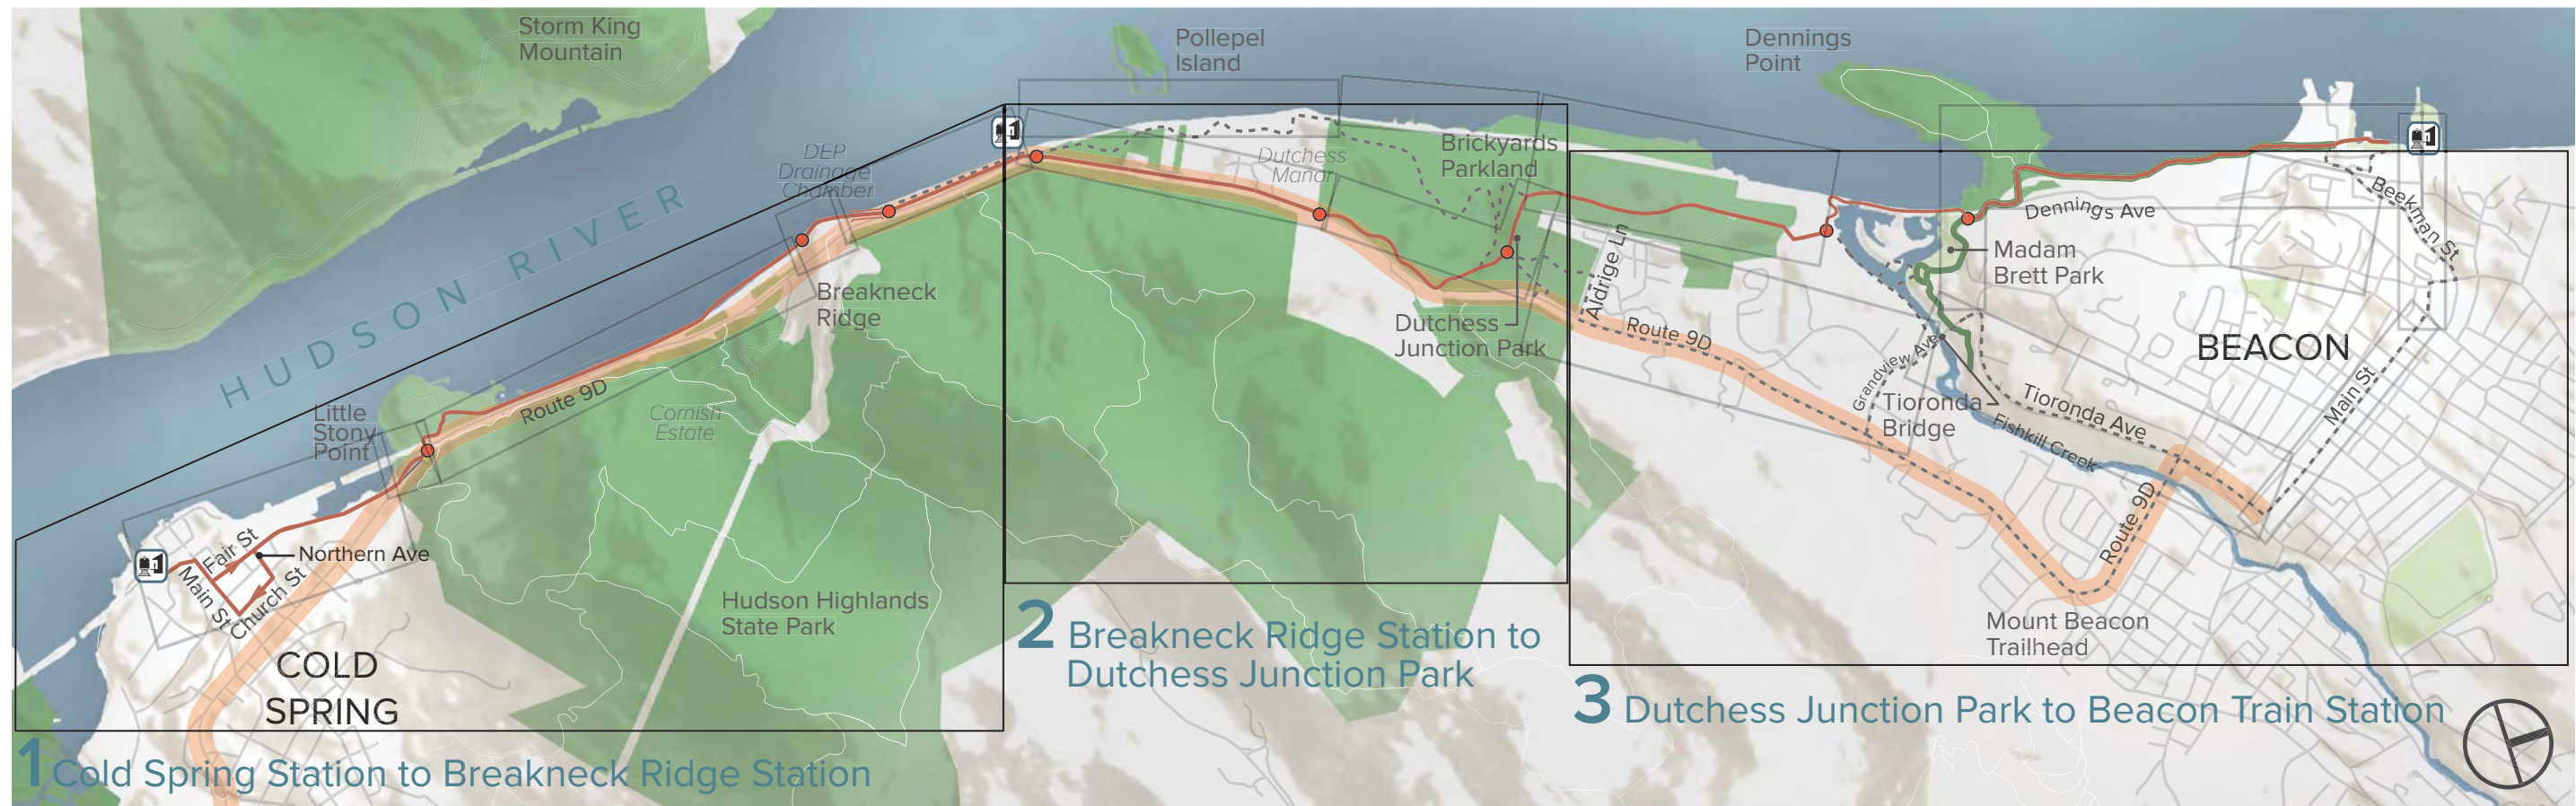 Storm King
Mountain
Pollepel
Island
Dennings
Point
DEP
Drainage
Chamber
Dutchess
Manor
Brickyards
Parkland
HUDSON RIVER
Breakneck
Ridge
Dutchess
Junction Park
Aldrige Ln
Route 9D
Dennings Ave
Madam
Brett Park
Beekman St
BEACON
Main St
Grandview Ave
Tioronda
Bridge
Tioronda Ave
Fishkill Creek
Route 9D
Mount Beacon
Trailhead
Little
Stony
Point
Route 9D
Cornish
Estate
Fair St
Northern Ave
Main St
Church St
COLD
SPRING
Hudson Highlands
State Park
1 Cold Spring Station to Breakneck Ridge Station
2 Breakneck Ridge Station to
Dutchess Junction Park
3 Dutchess Junction Park to Beacon Train Station